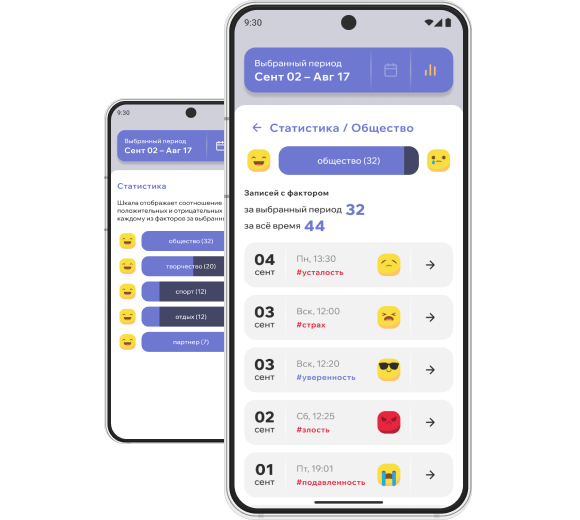 9:30
Выбранный период
Сент 02 – Авг 17
Статистика
Шкала отображает соотношение
положительных и отрицательных
каждому из факторов за
общество (32)
творчество (20)
спорт (12)
отдых (12)
партнер (7)
9:30
Выбранный период
Сент 02 – Авг 17
Статистика / Общество
общество (32)
Записей с фактором
за выбранный период 32
за всё время 44
04 сент
Пн, 13:30
#усталость
03 сент
Вск, 12:00
#страх
03 сент
Вск, 12:20
#уверенность
02 сент
Сб, 12:25
#злость
01 сент
Пт, 19:01
#подавленность